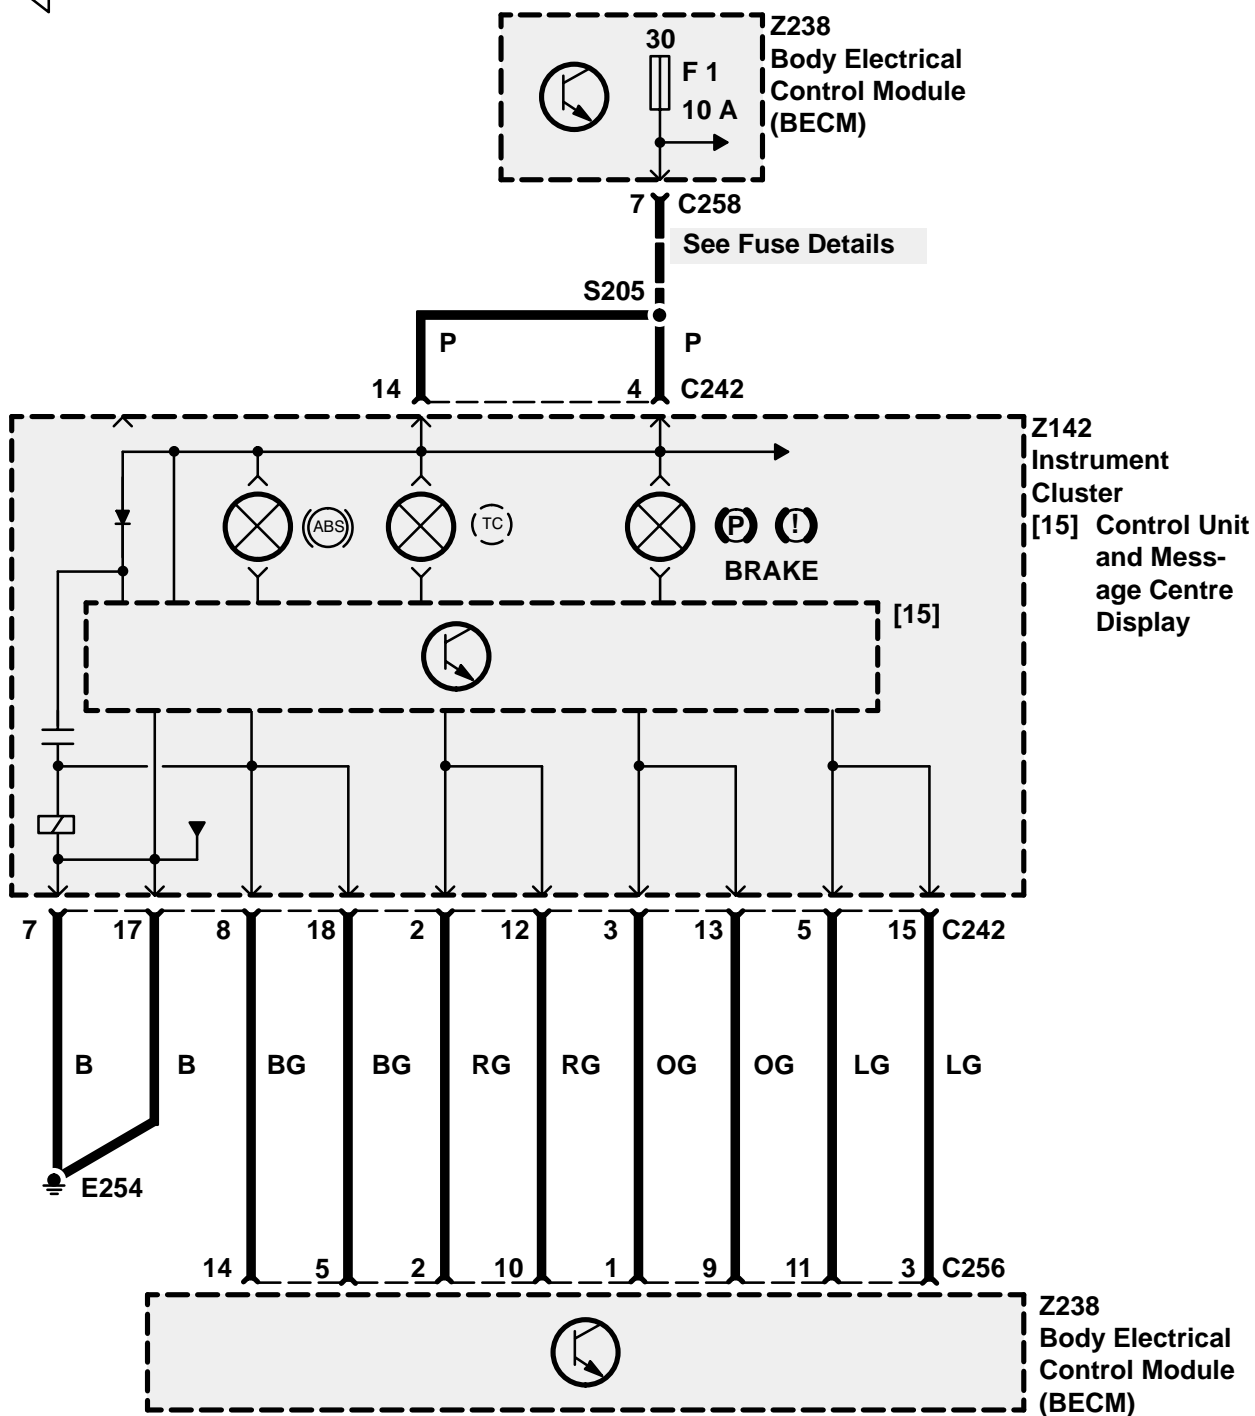 30
F 1
10 A
Z238
Body Electrical
Control Module
(BECM)
7 C258
See Fuse Details
S205
P P
14 4 C242
Z142
Instrument
Cluster
[15] Control Unit
and Mess-
age Centre
Display
ABS TC P !
BRAKE
[15]
7 17 8 18 2 12 3 13 5 15 C242
B B BG BG RG RG OG OG LG LG
E254
14 5 2 10 1 9 11 3 C256
Z238
Body Electrical
Control Module
(BECM)